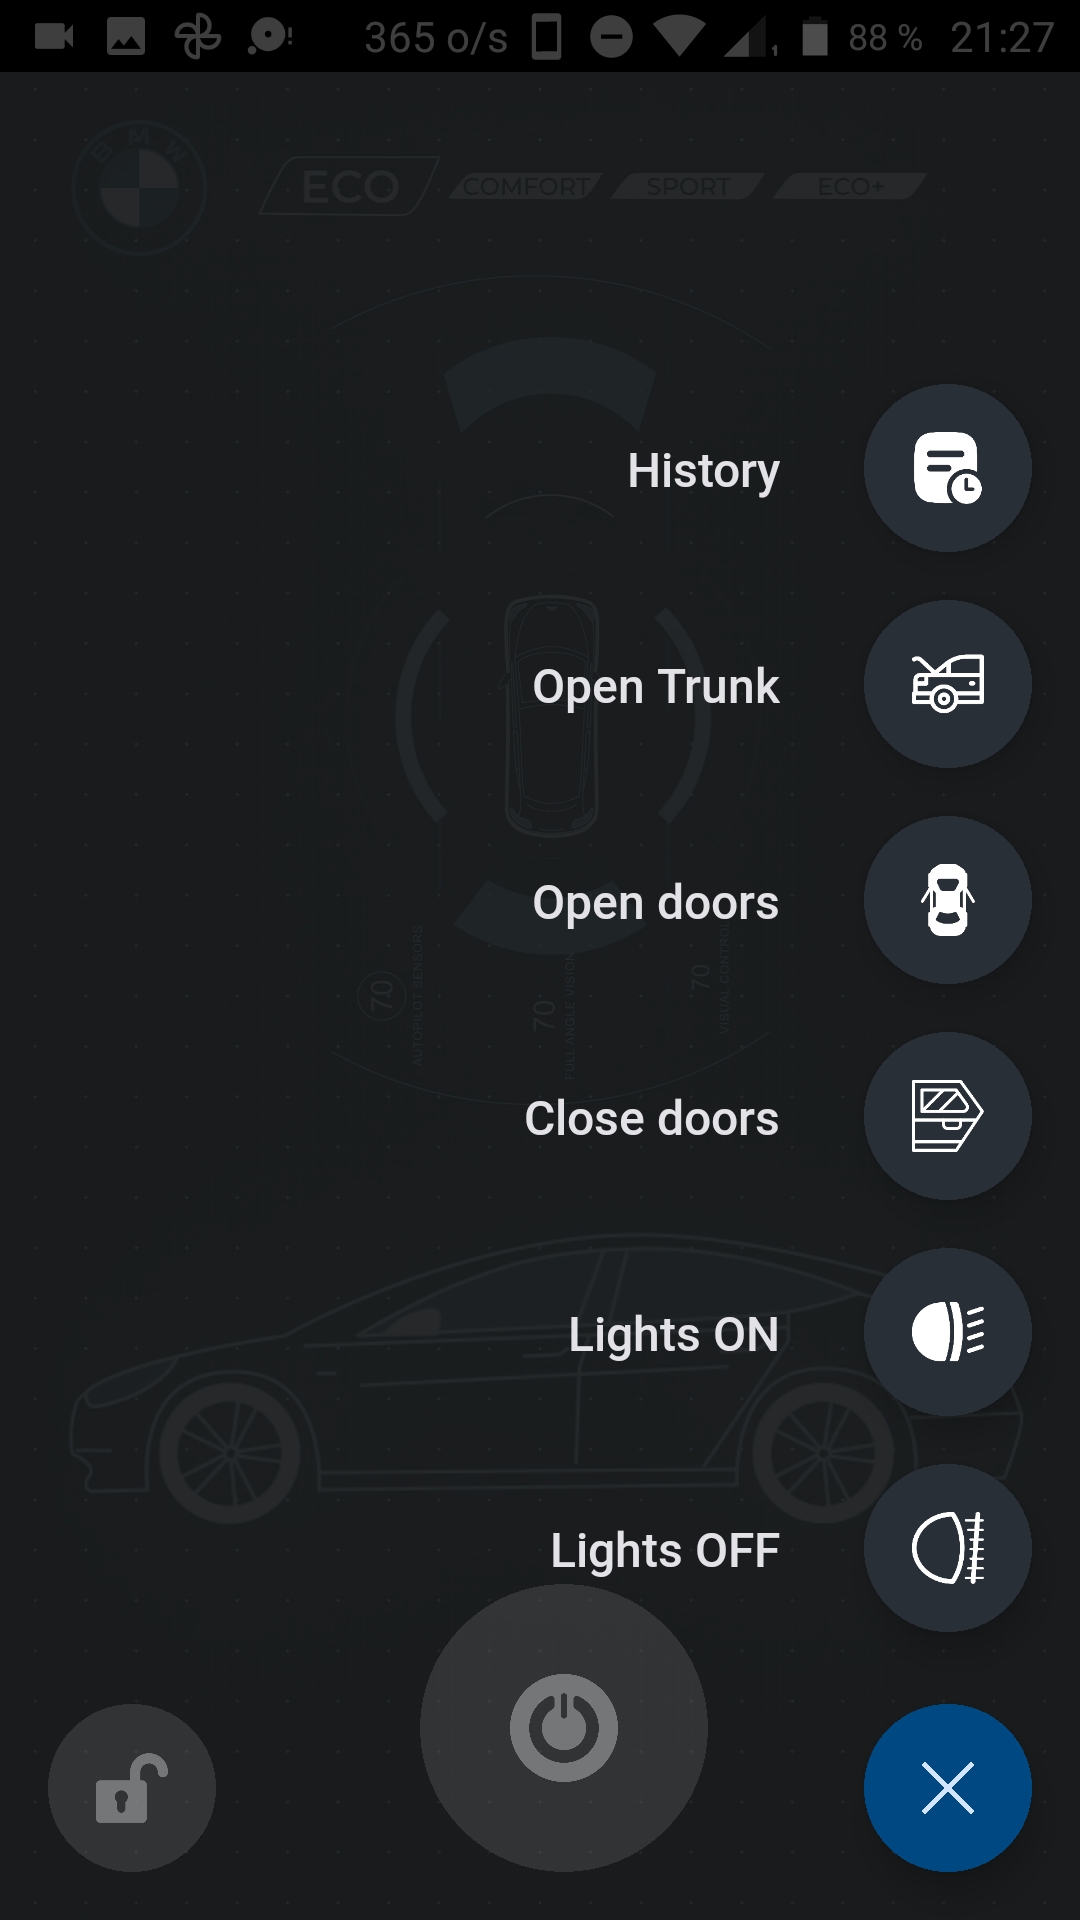 365 o/s 88 % 21:27
BMW
ECO COMFORT SPORT ECO+
History
Open Trunk
Open doors
70 AUTOPILOT SENSORS
70 FULL ANGLE VISION
70 VISUAL CONTROL
Close doors
Lights ON
Lights OFF